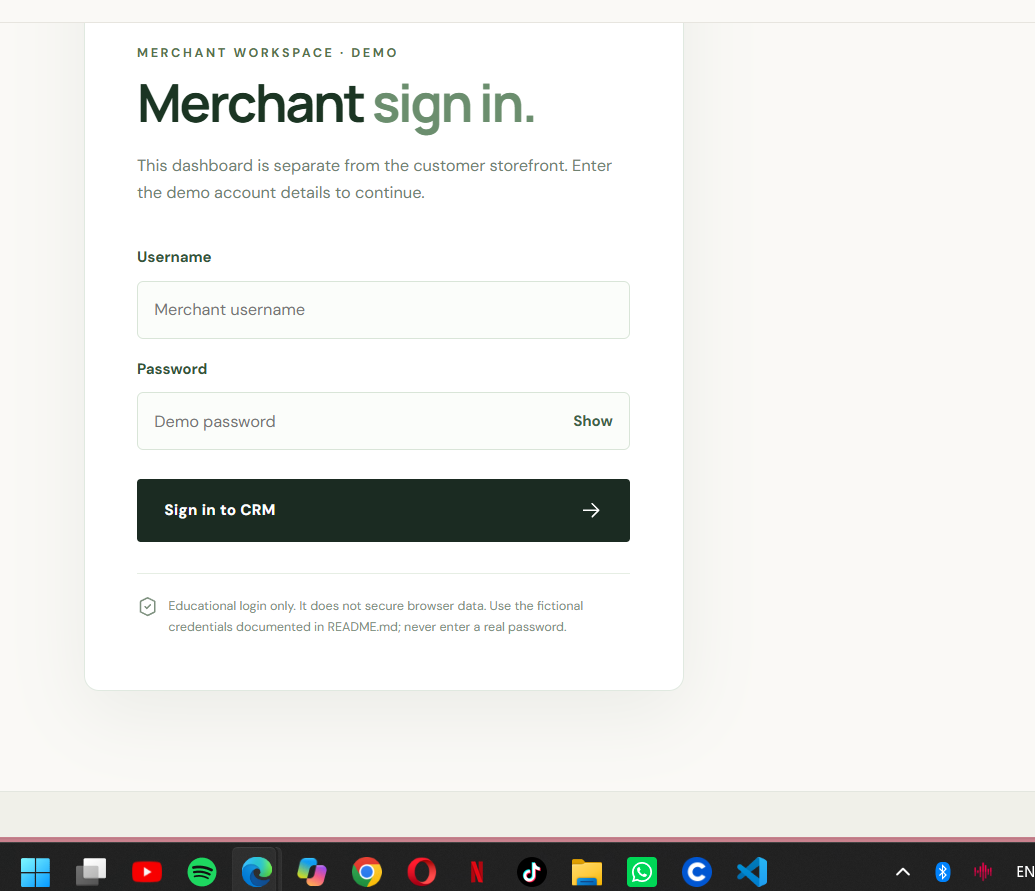 MERCHANT WORKSPACE · DEMO
Merchant sign in.
This dashboard is separate from the customer storefront. Enter
the demo account details to continue.
Username
Merchant username
Password
Demo password
Show
Sign in to CRM
Educational login only. It does not secure browser data. Use the fictional
credentials documented in README.md; never enter a real password.
EN